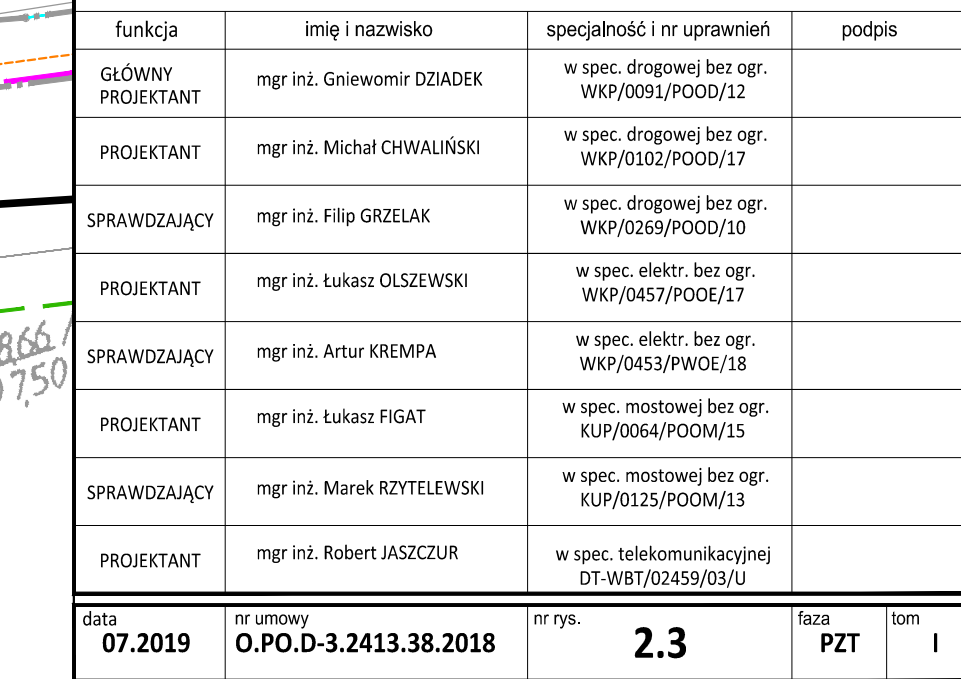 funkcja imię i nazwisko specjalność i nr uprawnień podpis
GŁÓWNY PROJEKTANT mgr inż. Gniewomir DZIADEK w spec. drogowej bez ogr. WKP/0091/POOD/12
PROJEKTANT mgr inż. Michał CHWALIŃSKI w spec. drogowej bez ogr. WKP/0102/POOD/17
SPRAWDZAJĄCY mgr inż. Filip GRZELAK w spec. drogowej bez ogr. WKP/0269/POOD/10
PROJEKTANT mgr inż. Łukasz OLSZEWSKI w spec. elektr. bez ogr. WKP/0457/POOE/17
SPRAWDZAJĄCY mgr inż. Artur KREMPA w spec. elektr. bez ogr. WKP/0453/PWOE/18
PROJEKTANT mgr inż. Łukasz FIGAT w spec. mostowej bez ogr. KUP/0064/POOM/15
SPRAWDZAJĄCY mgr inż. Marek RZYTELEWSKI w spec. mostowej bez ogr. KUP/0125/POOM/13
PROJEKTANT mgr inż. Robert JASZCZUR w spec. telekomunikacyjnej DT-WBT/02459/03/U
data nr umowy nr rys. faza tom
07.2019 O.PO.D-3.2413.38.2018 2.3 PZT I